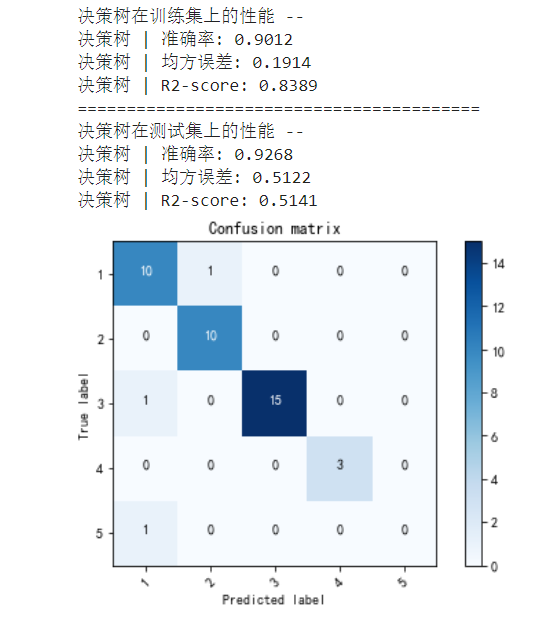 决策树在训练集上的性能 --
决策树 | 准确率: 0.9012
决策树 | 均方误差: 0.1914
决策树 | R2-score: 0.8389
=========================================
决策树在测试集上的性能 --
决策树 | 准确率: 0.9268
决策树 | 均方误差: 0.5122
决策树 | R2-score: 0.5141
Confusion matrix
1 10 1 0 0 0
2 0 10 0 0 0
3 1 0 15 0 0
4 0 0 0 3 0
5 1 0 0 0 0
True label
1 2 3 4 5
Predicted label
14
12
10
8
6
4
2
0